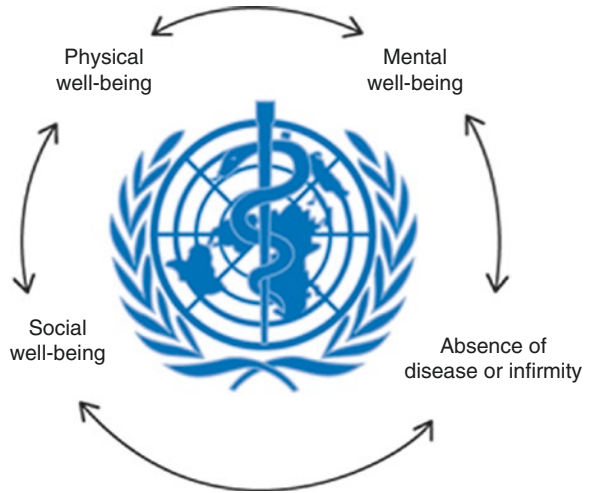 Physical
well-being
Mental
well-being
Social
well-being
Absence of
disease or infirmity